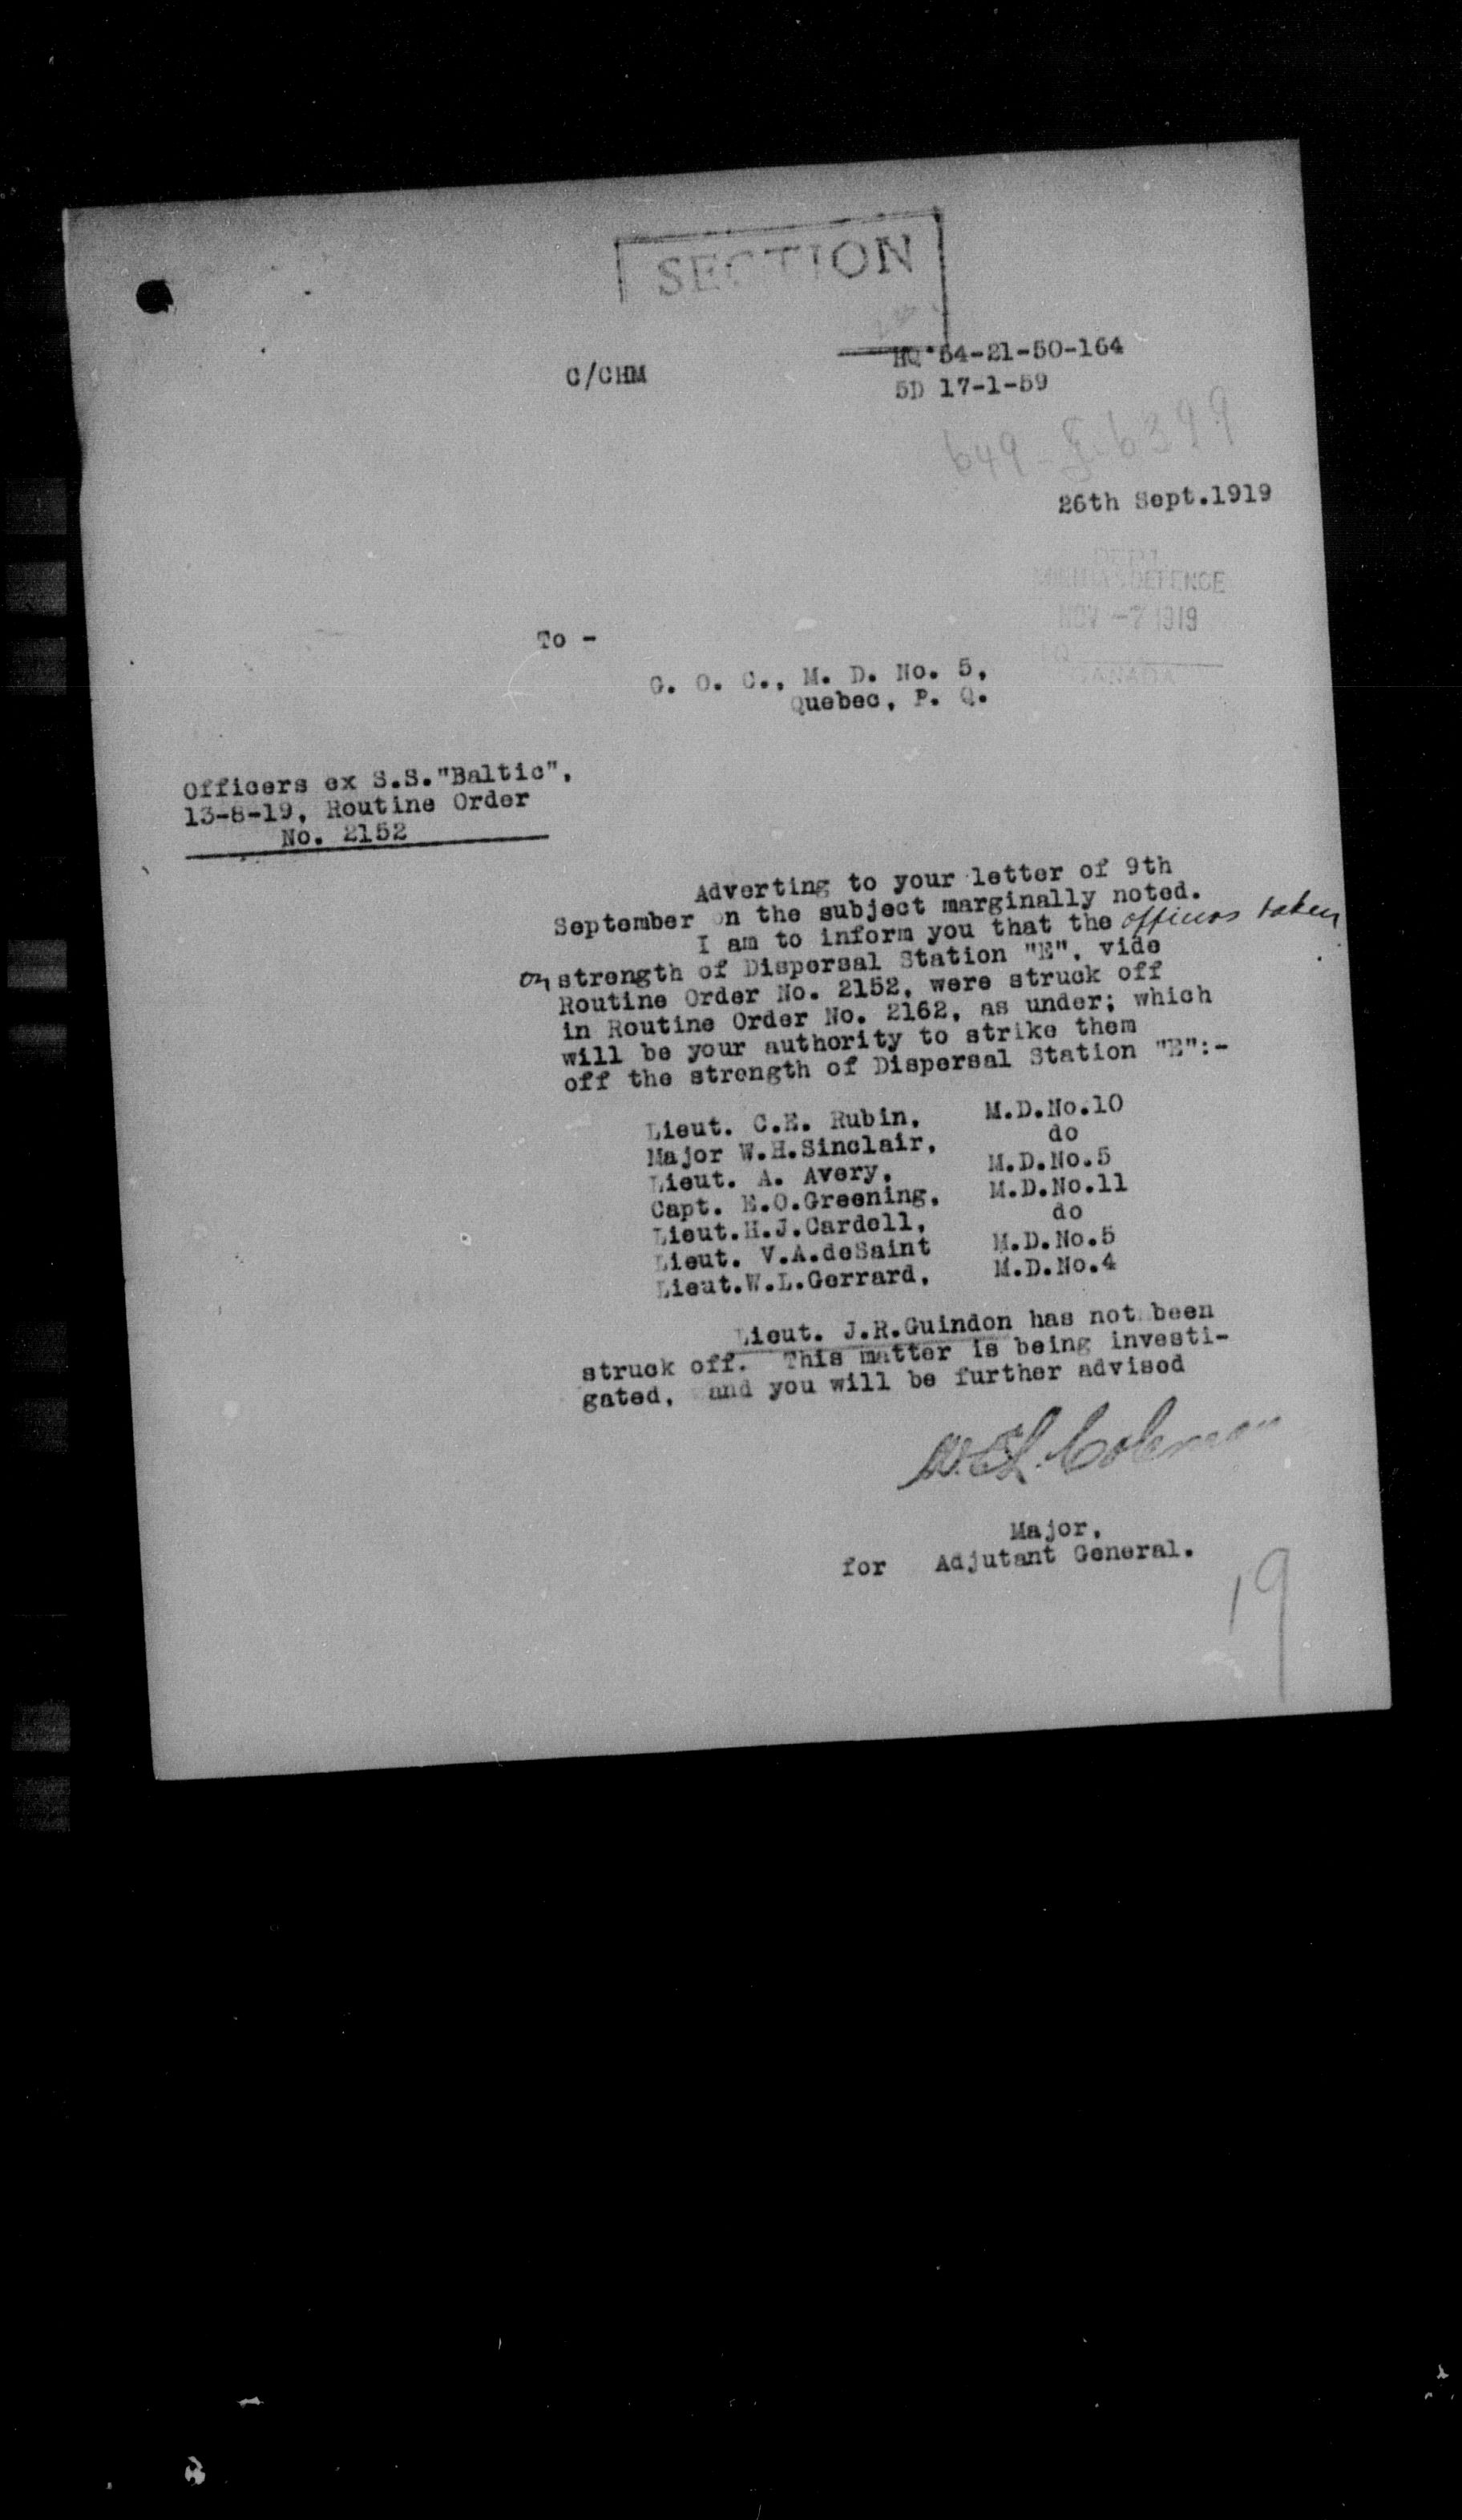 SECTION
HQ 54-21-50-164
C/CHM
5D 17-1-59
26th Sept.1919
DEPT
DEFENCE
NOV -7 1919
CANADA
To -
G. O. C., M. D. No. 5,
Quebec, P. Q.
Officers ex S.S."Baltic",
13-8-19, Routine Order
No. 2152
Adverting to your letter of 9th
September on the subject marginally noted.
I am to inform you that the officers taken
on strength of Dispersal Station "E", vide
Routine Order No. 2152, were struck off
in Routine Order No. 2162, as under; which
will be your authority to strike them
off the strength of Dispersal Station "E":-
Lieut. C.E. Rubin, M.D.No.10
Major W.H.Sinclair, do
Lieut. A. Avery, M.D.No.5
Capt. E.O.Greening, M.D.No.11
Lieut.H.J.Cardell, do
Lieut. V.A.deSaint M.D.No.5
Lieut.W.L.Gerrard, M.D.No.4
Lieut. J.R.Guindon has not been
struck off. This matter is being investi-
gated, and you will be further advised
Coleman
Major,
for Adjutant General.
19